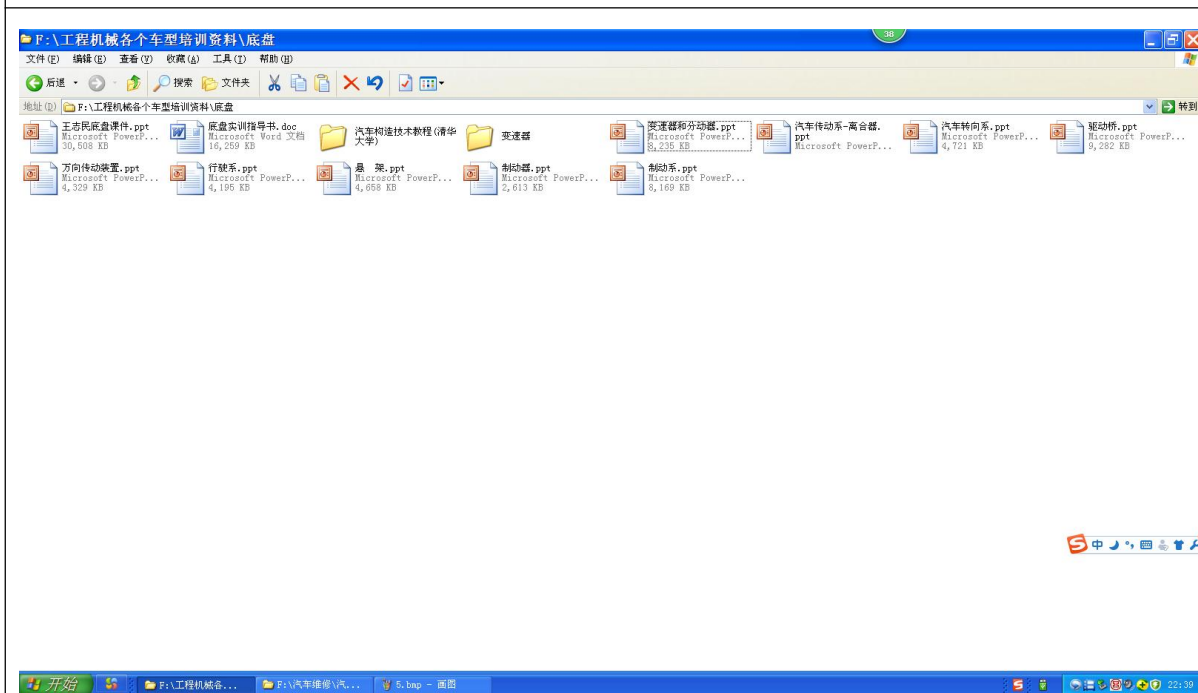 F:\工程机械各个车型培训资料\底盘
38
文件(F) 编辑(E) 查看(V) 收藏(A) 工具(T) 帮助(H)
后退 搜索 文件夹
地址(D) F:\工程机械各个车型培训资料\底盘 转到
王志民底盘课件.ppt
Microsoft PowerP...
30,508 KB
底盘实训指导书.doc
Microsoft Word 文档
16,259 KB
汽车构造技术教程(清华
大学)
变速器
变速器和分动器.ppt
Microsoft PowerP...
8,235 KB
汽车传动系-离合器.
ppt
Microsoft PowerP...
汽车转向系.ppt
Microsoft PowerP...
4,721 KB
驱动桥.ppt
Microsoft PowerP...
9,282 KB
万向传动装置.ppt
Microsoft PowerP...
4,329 KB
行驶系.ppt
Microsoft PowerP...
4,195 KB
悬 架.ppt
Microsoft PowerP...
4,658 KB
制动器.ppt
Microsoft PowerP...
2,613 KB
制动系.ppt
Microsoft PowerP...
8,169 KB
中
开始 F:\工程机械各... F:\汽车维修\汽... 5.bmp - 画图 22:39